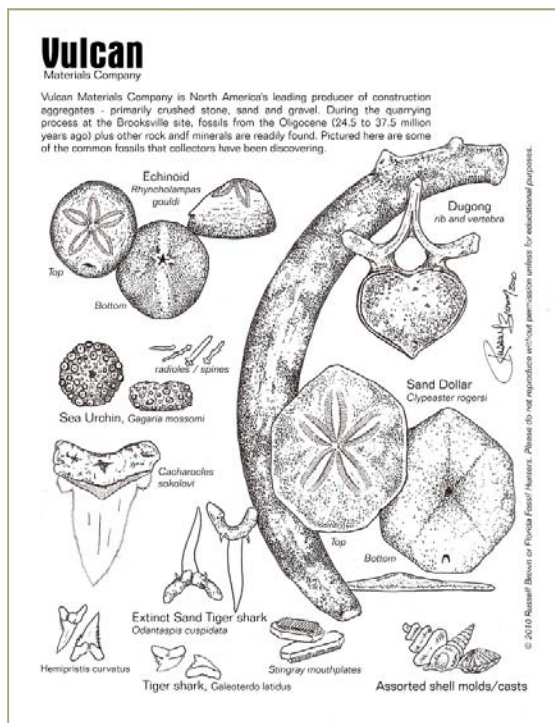 Vulcan
Materials Company
Vulcan Materials Company is North America's leading producer of construction
aggregates - primarily crushed stone, sand and gravel. During the quarrying
process at the Brooksville site, fossils from the Oligocene (24.5 to 37.5 million
years ago) plus other rock andf minerals are readily found. Pictured here are some
of the common fossils that collectors have been discovering.
Echinoid
Rhyncholampas
gouldi
Top
Bottom
Dugong
rib and vertebra
radioles / spines
Sea Urchin, Gagaria mossomi
Sand Dollar
Clypeaster rogersi
Cacharocles
sokolovi
Top
Bottom
Extinct Sand Tiger shark
Odantaspis cuspidata
Hemipristis curvatus
Tiger shark, Galeoterdo latidus
Stingray mouthplates
Assorted shell molds/casts
Russell Brown 2010
© 2010 Russell Brown or Florida Fossil Hunters. Please do not reproduce without permission unless for educational purposes.